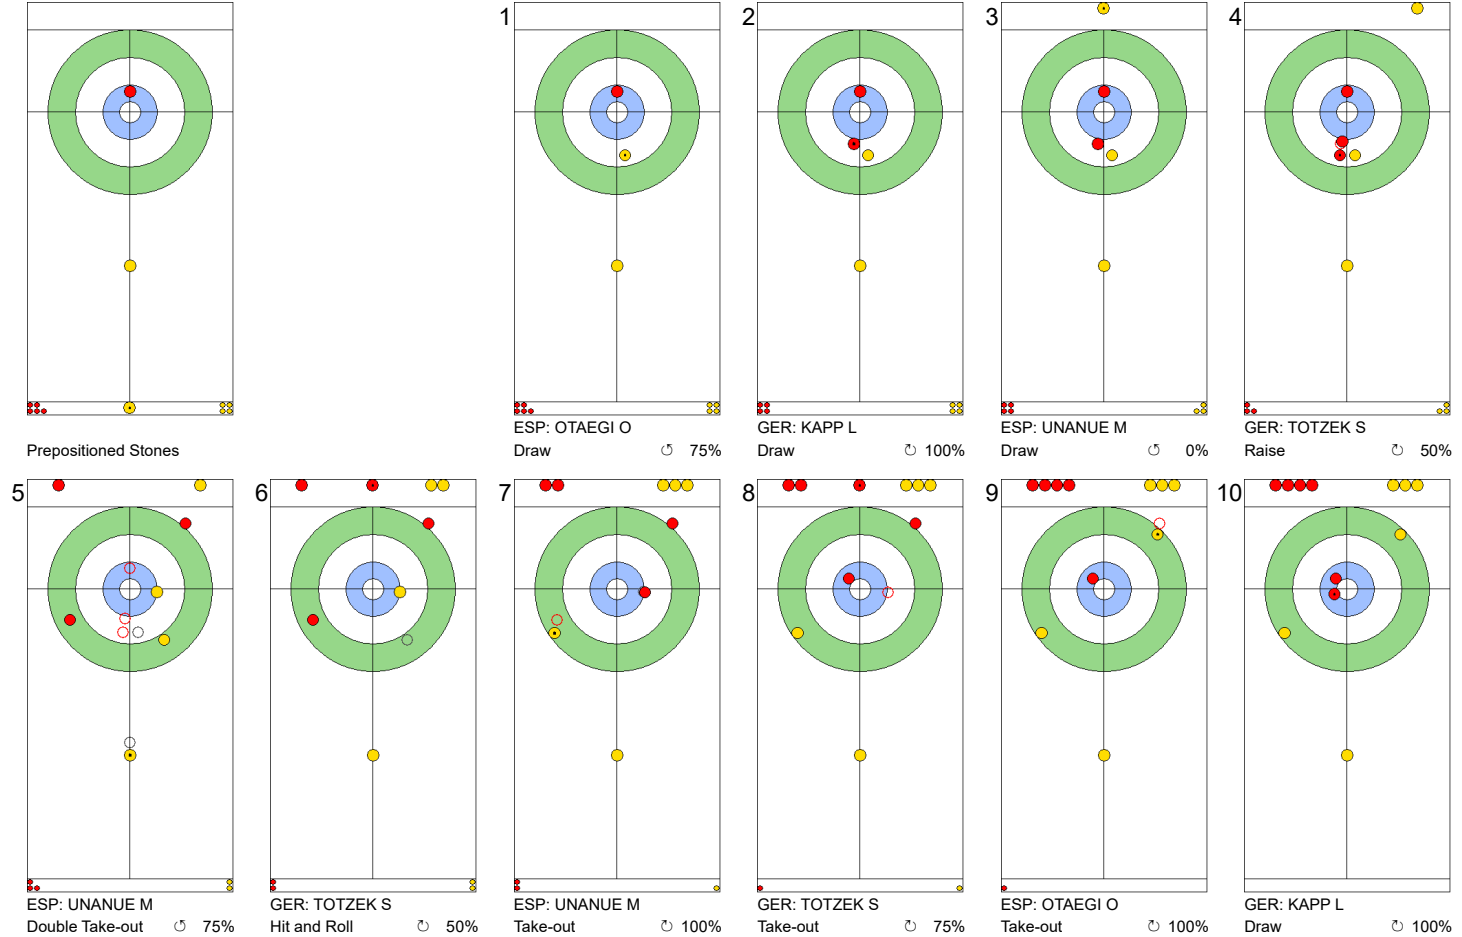 1
2
3
4
Prepositioned Stones
ESP: OTAEGI O
Draw 75%
GER: KAPP L
Draw 100%
ESP: UNANUE M
Draw 0%
GER: TOTZEK S
Raise 50%
5
6
7
8
9
10
ESP: UNANUE M
Double Take-out 75%
GER: TOTZEK S
Hit and Roll 50%
ESP: UNANUE M
Take-out 100%
GER: TOTZEK S
Take-out 75%
ESP: OTAEGI O
Take-out 100%
GER: KAPP L
Draw 100%